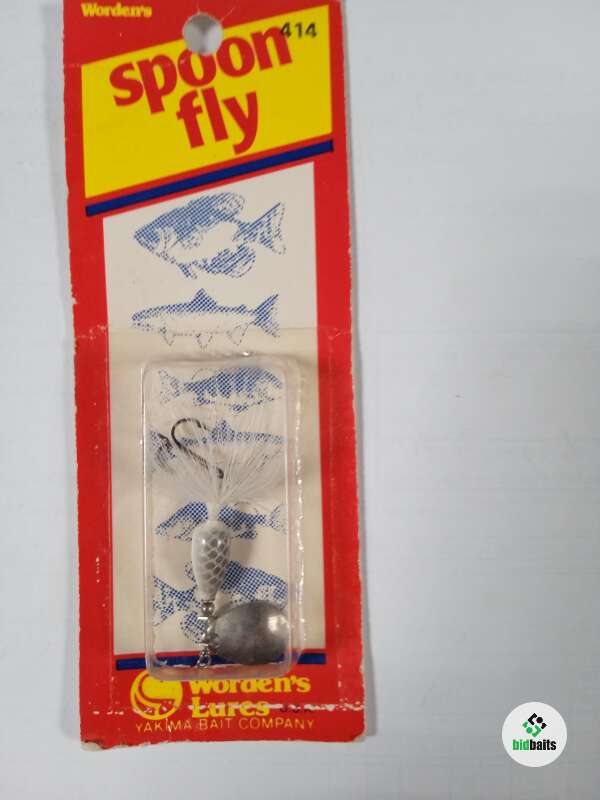 Worden's
414
spoon
fly
Worden's
Lures
YAKIMA BAIT COMPANY
bidbaits